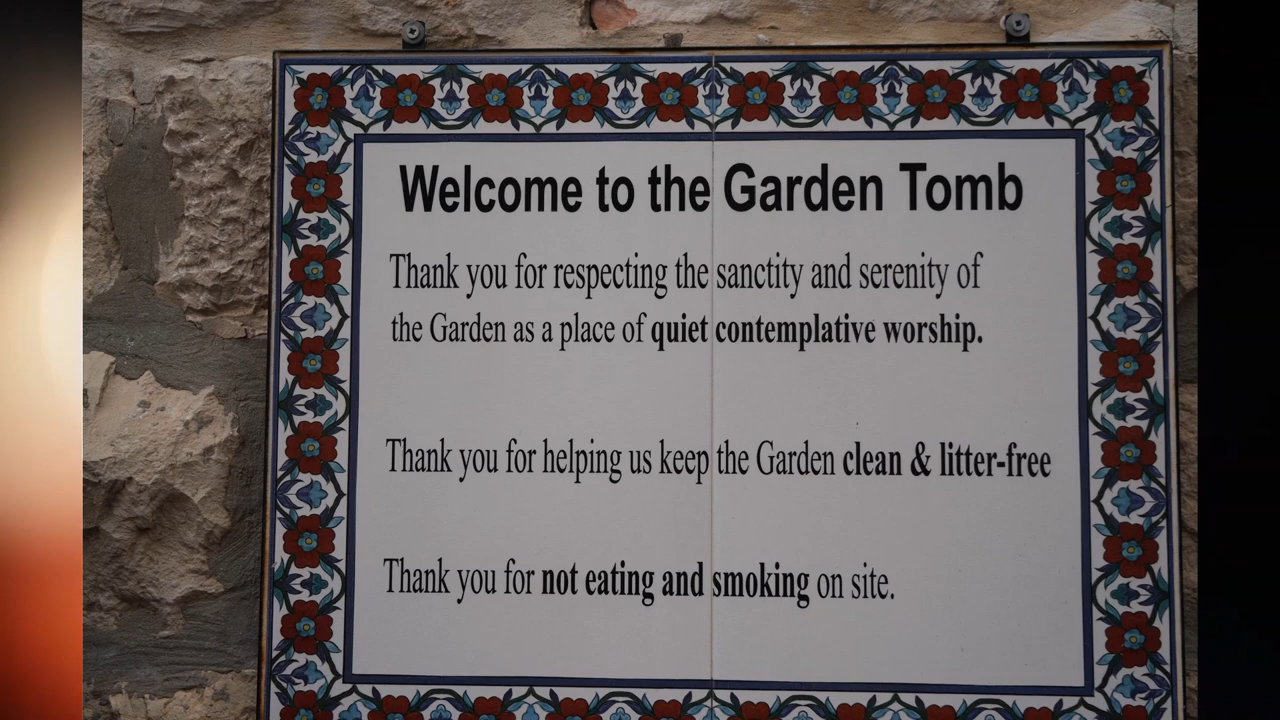 Welcome to the Garden Tomb
Thank you for respecting the sanctity and serenity of
the Garden as a place of quiet contemplative worship.
Thank you for helping us keep the Garden clean & litter-free
Thank you for not eating and smoking on site.